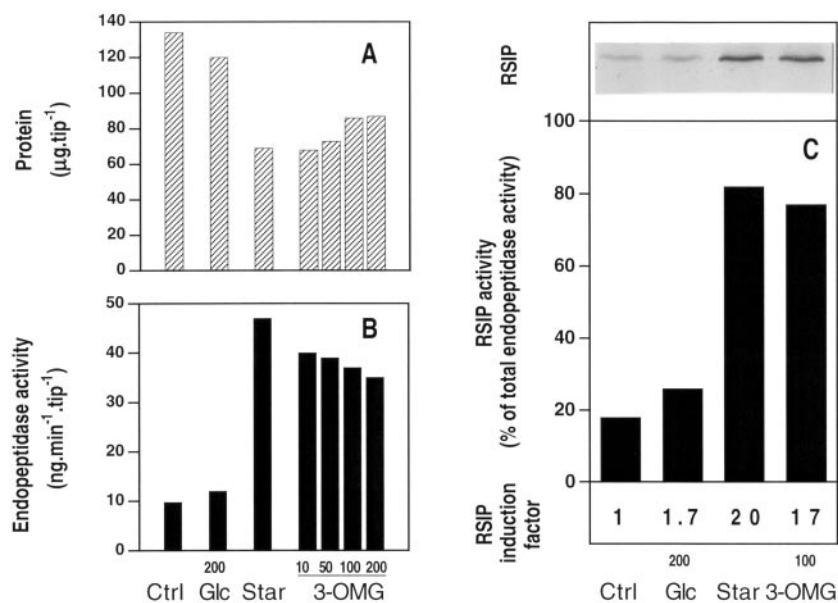 A
Protein
(μg.tip⁻¹)
140
120
100
80
60
40
20
0
B
Endopeptidase activity
(ng.min⁻¹.tip⁻¹)
50
40
30
20
10
0
200
10 50 100 200
Ctrl Glc Star 3-OMG
RSIP
C
RSIP activity
(% of total endopeptidase activity)
100
80
60
40
20
0
RSIP
induction
factor
1 1.7 20 17
200 100
Ctrl Glc Star 3-OMG